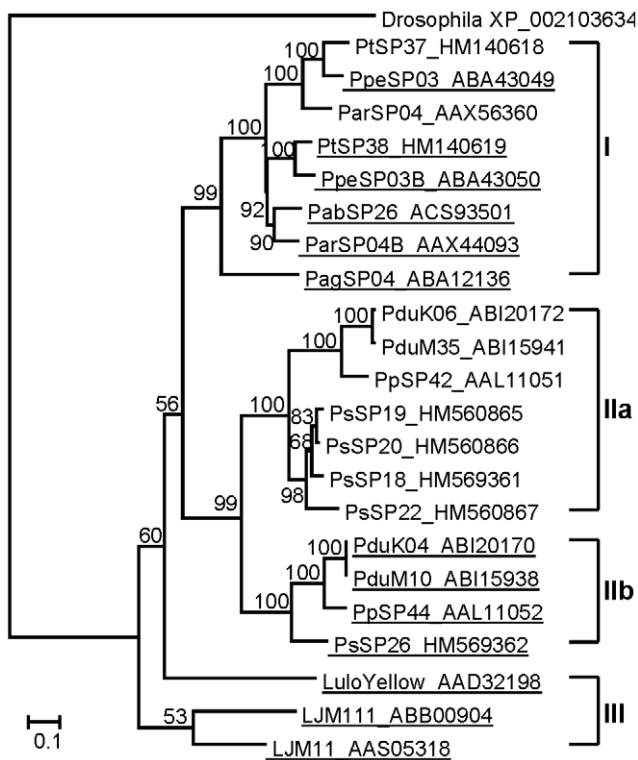 Drosophila XP_002103634
100 PtSP37_HM140618
100 PpeSP03_ABA43049
ParSP04_AAX56360
100 I
100 PtSP38_HM140619
PpeSP03B_ABA43050
99
92 PabSP26_ACS93501
90 ParSP04B_AAX44093
PagSP04_ABA12136
100 PduK06_ABI20172
100 PduM35_ABI15941
PpSP42_AAL11051
56 100 83 PsSP19_HM560865 IIa
68 PsSP20_HM560866
PsSP18_HM569361
99 98 PsSP22_HM560867
60 100 PduK04_ABI20170
100 PduM10_ABI15938 IIb
100 PpSP44_AAL11052
PsSP26_HM569362
LuloYellow_AAD32198
53 LJM111_ABB00904 III
LJM11_AAS05318
0.1